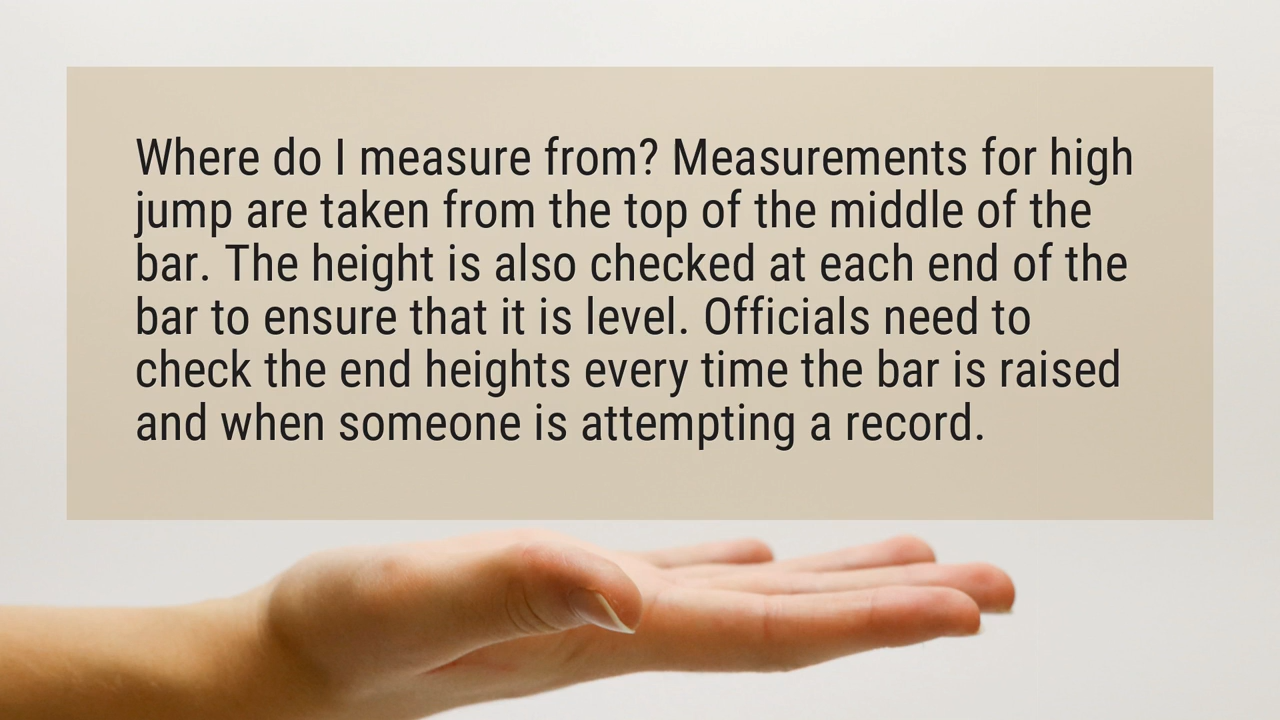 Where do I measure from? Measurements for high
jump are taken from the top of the middle of the
bar. The height is also checked at each end of the
bar to ensure that it is level. Officials need to
check the end heights every time the bar is raised
and when someone is attempting a record.